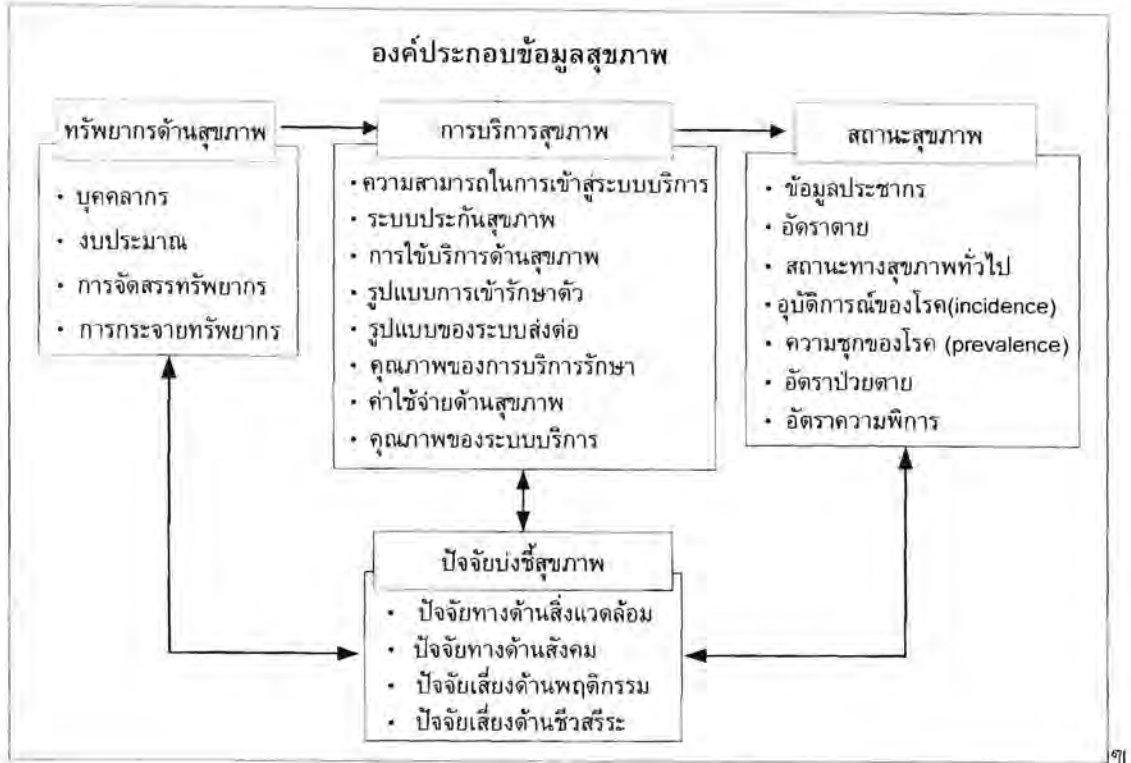 องค์ประกอบข้อมูลสุขภาพ
ทรัพยากรด้านสุขภาพ
• บุคคลากร
• งบประมาณ
• การจัดสรรทรัพยากร
• การกระจายทรัพยากร
การบริการสุขภาพ
• ความสามารถในการเข้าสู่ระบบบริการ
• ระบบประกันสุขภาพ
• การใช้บริการด้านสุขภาพ
• รูปแบบการเข้ารักษาตัว
• รูปแบบของระบบส่งต่อ
• คุณภาพของการบริการรักษา
• ค่าใช้จ่ายด้านสุขภาพ
• คุณภาพของระบบบริการ
สถานะสุขภาพ
• ข้อมูลประชากร
• อัตราตาย
• สถานะทางสุขภาพทั่วไป
• อุบัติการณ์ของโรค(incidence)
• ความชุกของโรค (prevalence)
• อัตราป่วยตาย
• อัตราความพิการ
ปัจจัยบ่งชี้สุขภาพ
• ปัจจัยทางด้านสิ่งแวดล้อม
• ปัจจัยทางด้านสังคม
• ปัจจัยเสี่ยงด้านพฤติกรรม
• ปัจจัยเสี่ยงด้านชีวสรีระ